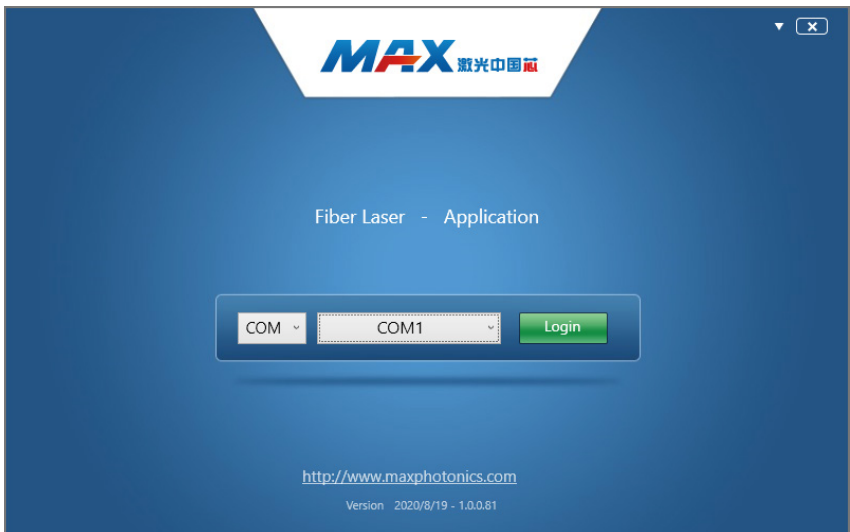 MAX 激光中国芯
Fiber Laser - Application
COM COM1 Login
http://www.maxphotonics.com
Version 2020/8/19 - 1.0.0.81